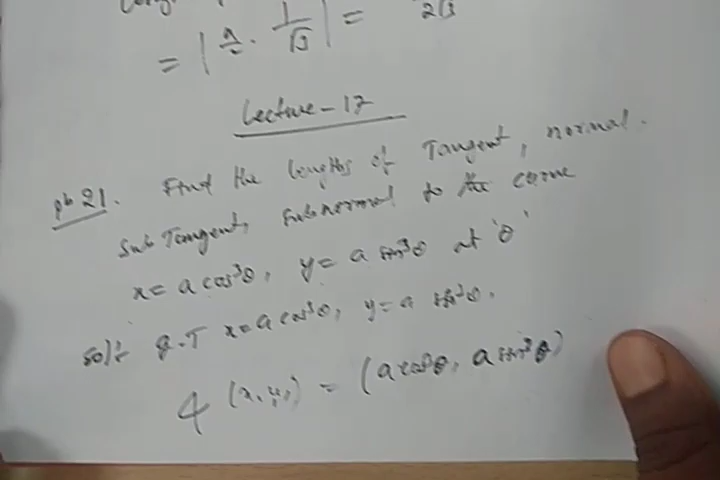 = | a/2 . 1/√3 | = 2√3
Lecture - 17
pb 21. Find the lengths of Tangent, normal.
Sub Tangent, Subnormal to the curve
x = a cos³θ, y = a sin³θ at 'θ'
Sol:- g.T x = a cos³θ, y = a sin³θ.
& (x₁, y₁) = (a cos³θ, a sin³θ)